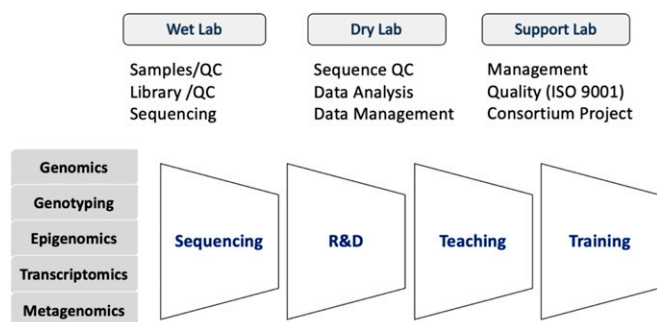 Wet Lab
Samples/QC
Library /QC
Sequencing
Dry Lab
Sequence QC
Data Analysis
Data Management
Support Lab
Management
Quality (ISO 9001)
Consortium Project
Genomics
Genotyping
Epigenomics
Transcriptomics
Metagenomics
Sequencing
R&D
Teaching
Training